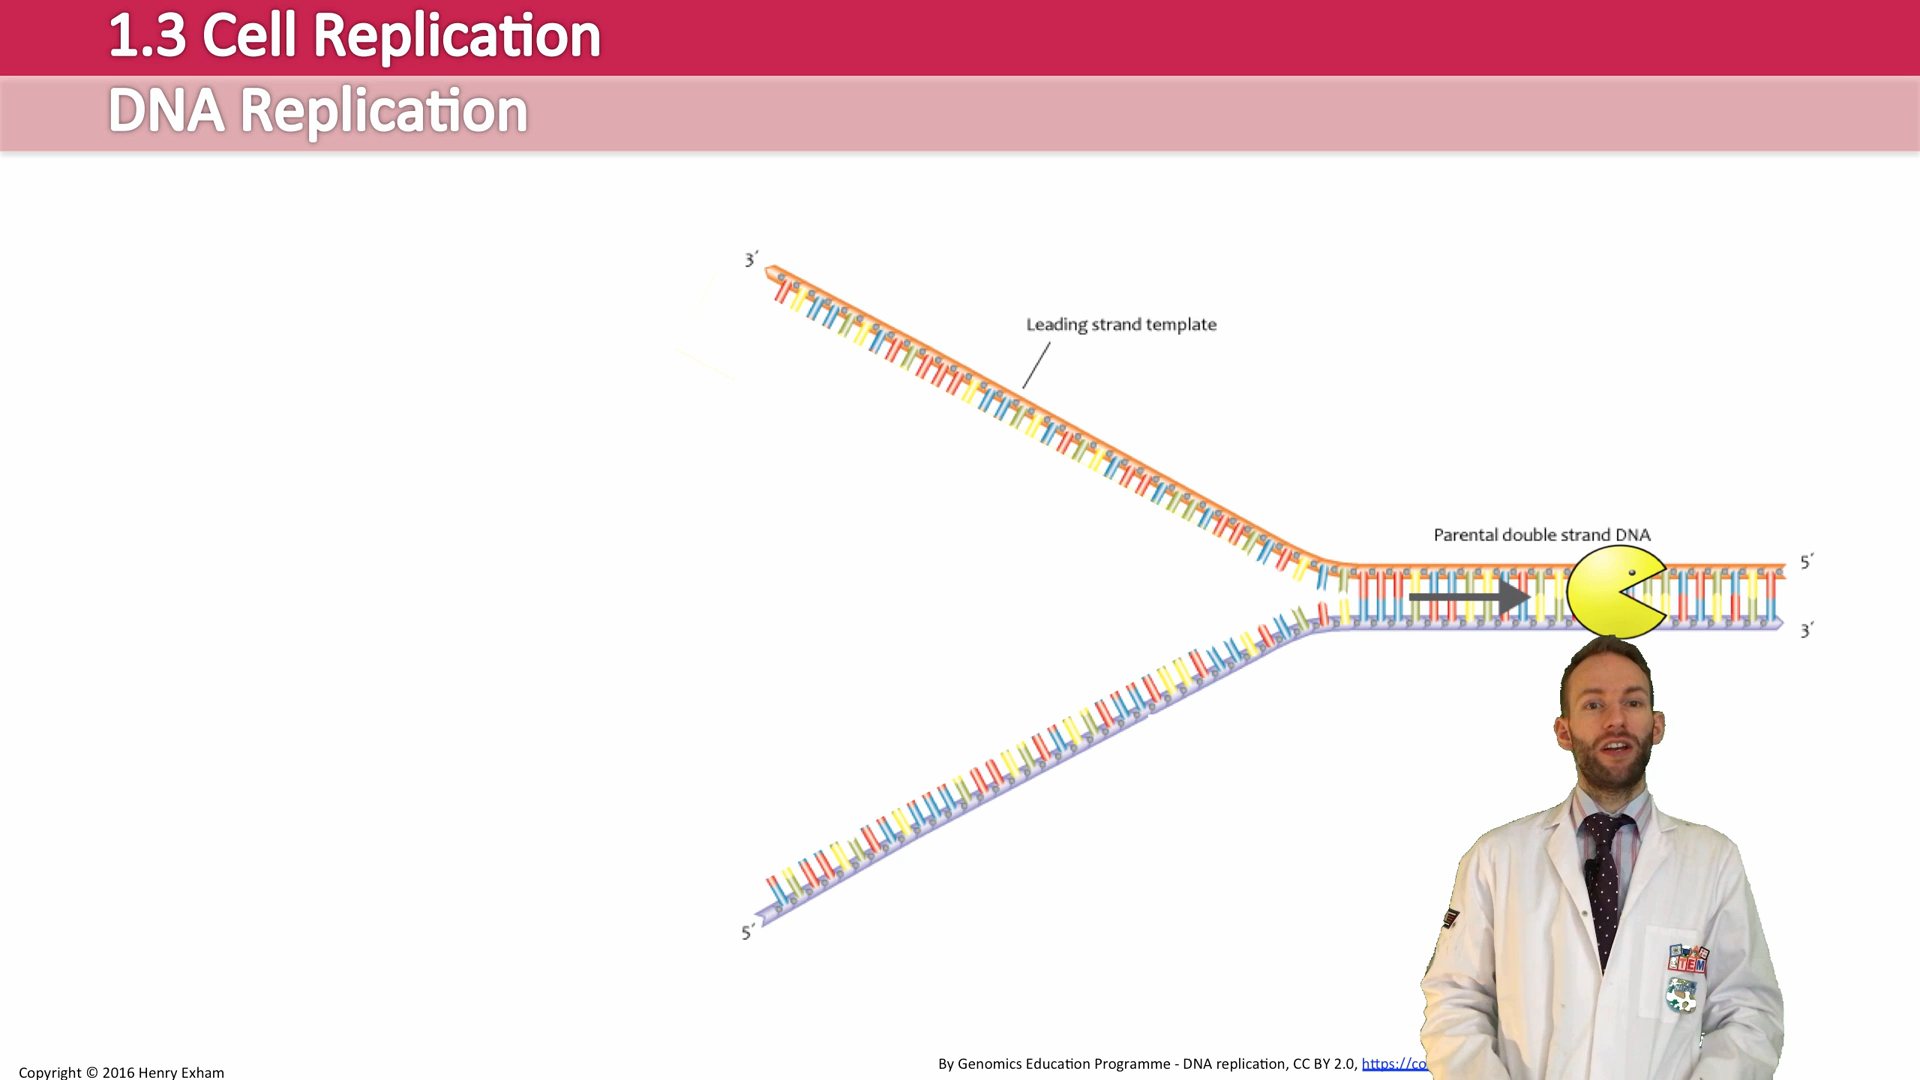 1.3 Cell Replication
DNA Replication
3´
Leading strand template
Parental double strand DNA
5´
3´
5´
STEM
By Genomics Education Programme - DNA replication, CC BY 2.0, https://co
Copyright © 2016 Henry Exham